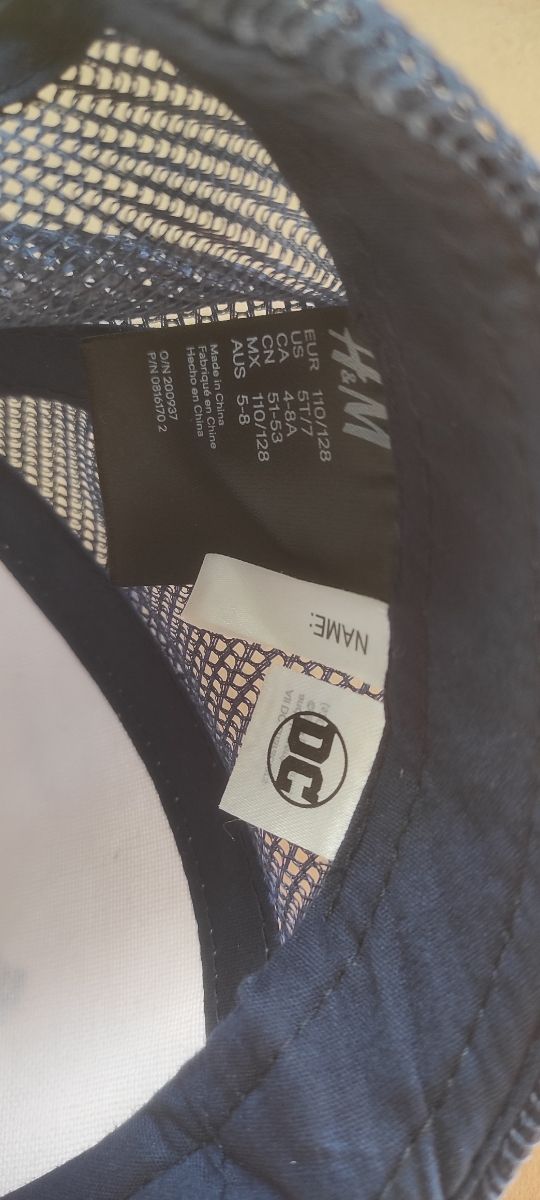 H&M
EUR 110/128
US 5T/7
CA 4-8A
CN 51-53
MX 110/128
AUS 5-8
Made in China
Fabriqué en Chine
Hecho en China
O/N 200937
P/N 0816170.2
NAME:
DC